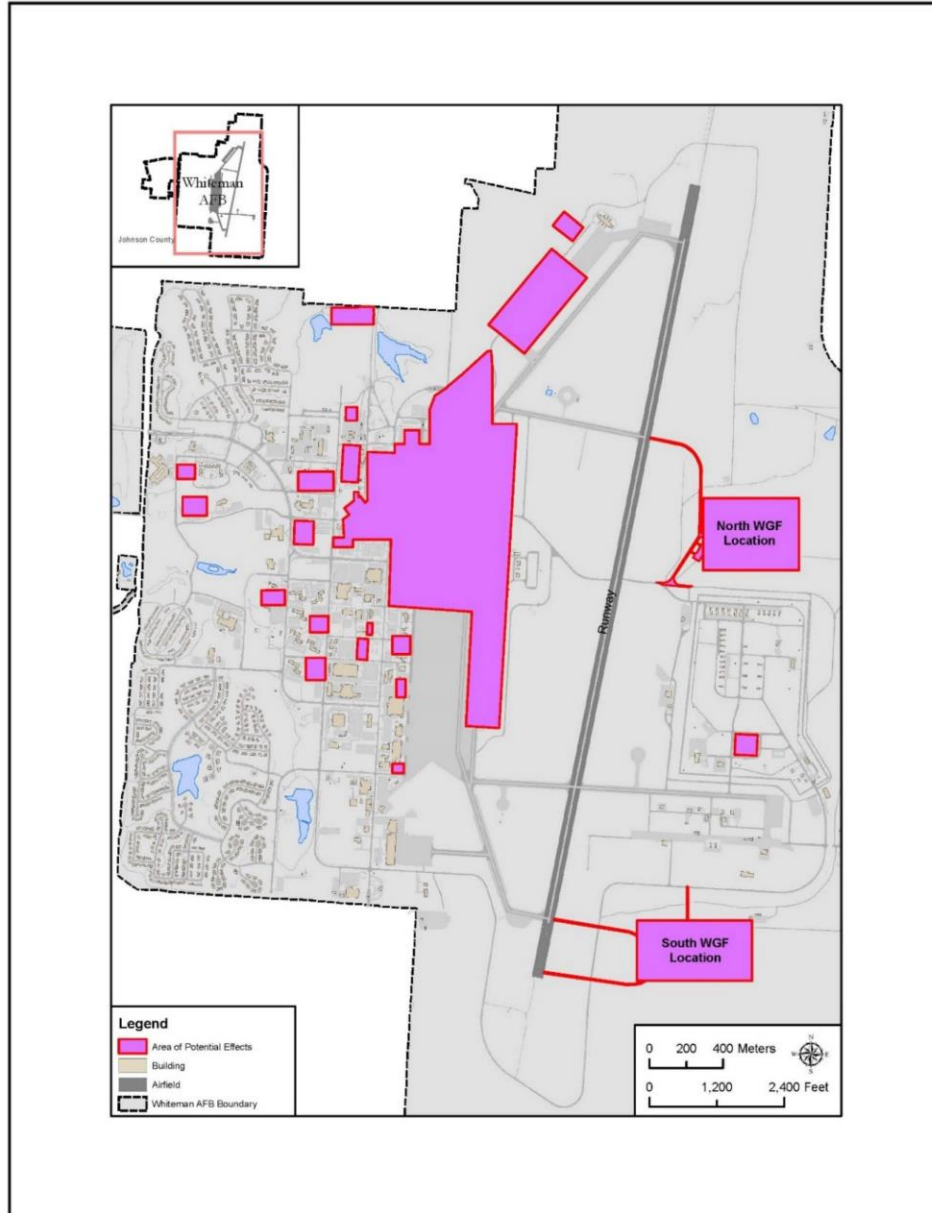 Whiteman
AFB
Johnson County
North WGF
Location
Runway
South WGF
Location
Legend
Area of Potential Effects
Building
Airfield
Whiteman AFB Boundary
0 200 400 Meters
0 1,200 2,400 Feet
N
W E
S